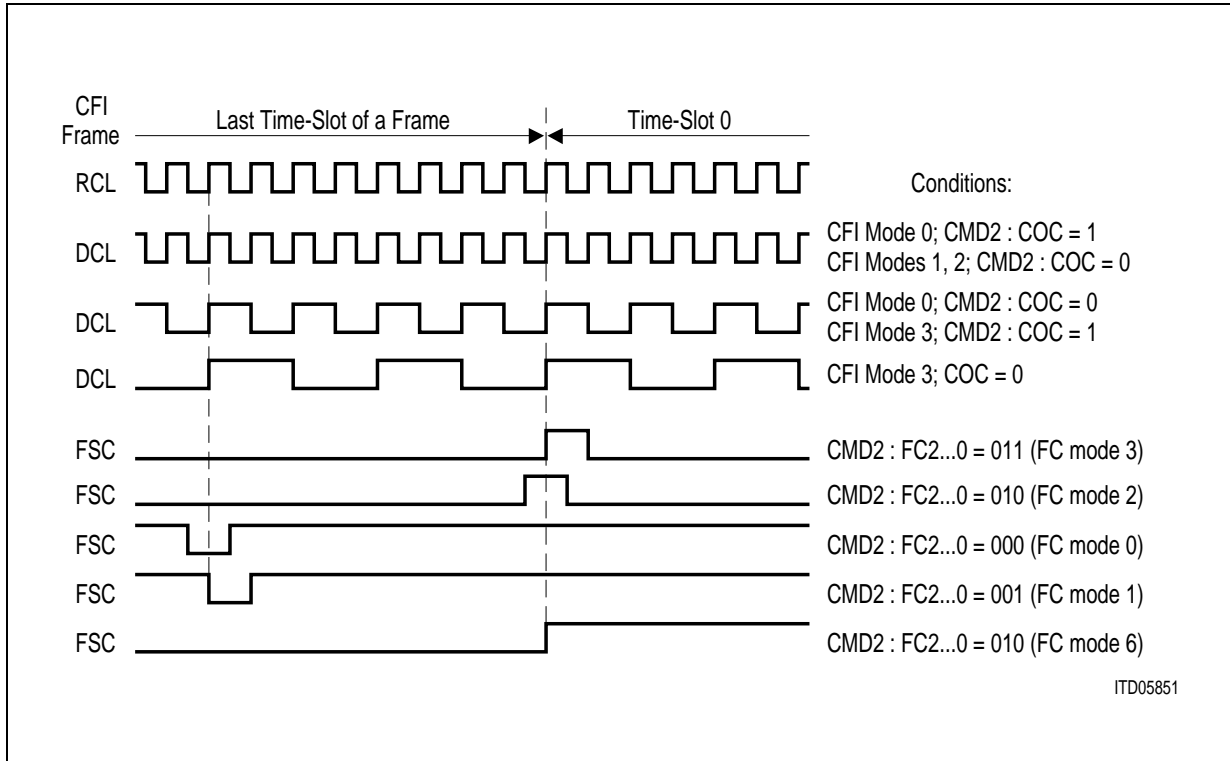 CFI
Frame
Last Time-Slot of a Frame
Time-Slot 0
RCL
Conditions:
DCL
CFI Mode 0; CMD2 : COC = 1
CFI Modes 1, 2; CMD2 : COC = 0
DCL
CFI Mode 0; CMD2 : COC = 0
CFI Mode 3; CMD2 : COC = 1
DCL
CFI Mode 3; COC = 0
FSC
CMD2 : FC2...0 = 011 (FC mode 3)
FSC
CMD2 : FC2...0 = 010 (FC mode 2)
FSC
CMD2 : FC2...0 = 000 (FC mode 0)
FSC
CMD2 : FC2...0 = 001 (FC mode 1)
FSC
CMD2 : FC2...0 = 010 (FC mode 6)
ITD05851